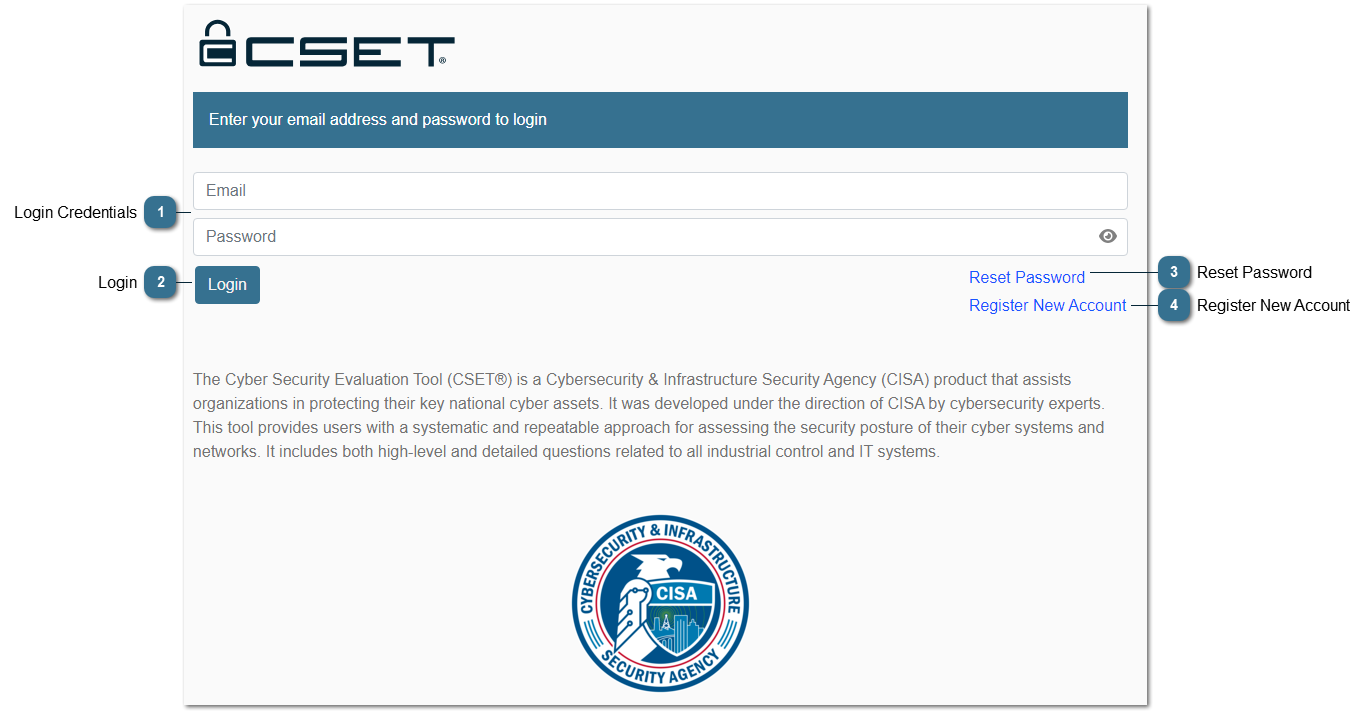 CSET®
Enter your email address and password to login
Email
Login Credentials 1
Password
Login 2 Login
Reset Password 3 Reset Password
Register New Account 4 Register New Account
The Cyber Security Evaluation Tool (CSET®) is a Cybersecurity & Infrastructure Security Agency (CISA) product that assists
organizations in protecting their key national cyber assets. It was developed under the direction of CISA by cybersecurity experts.
This tool provides users with a systematic and repeatable approach for assessing the security posture of their cyber systems and
networks. It includes both high-level and detailed questions related to all industrial control and IT systems.
CYBERSECURITY & INFRASTRUCTURE
CISA
SECURITY AGENCY